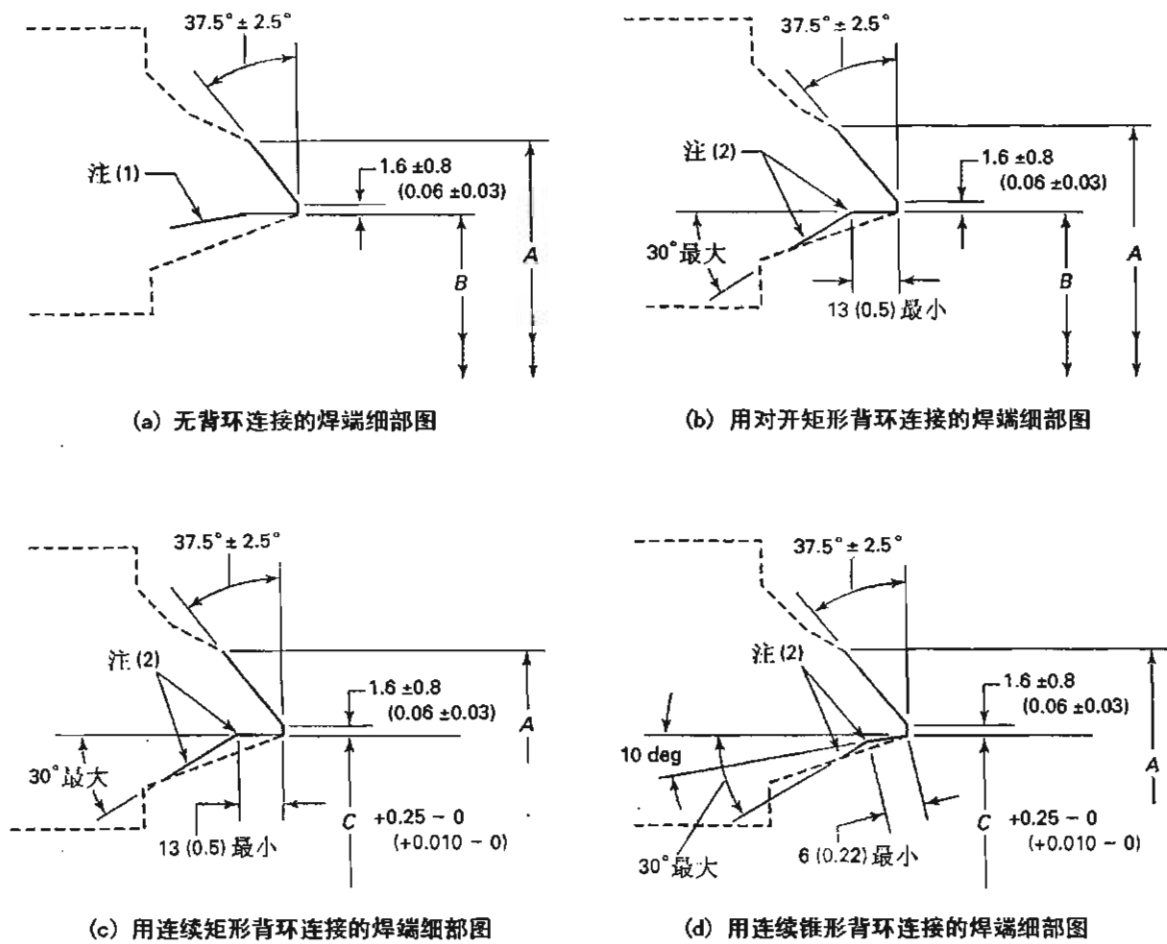 37.5° ± 2.5°
注 (1)
1.6 ±0.8
(0.06 ±0.03)
A
B
(a) 无背环连接的焊端细部图
37.5° ± 2.5°
注 (2)
1.6 ±0.8
(0.06 ±0.03)
30°最大
A
B
13 (0.5) 最小
(b) 用对开矩形背环连接的焊端细部图
37.5° ± 2.5°
注 (2)
1.6 ±0.8
(0.06 ±0.03)
A
30°最大
C +0.25 – 0
(+0.010 – 0)
13 (0.5) 最小
(c) 用连续矩形背环连接的焊端细部图
37.5° ± 2.5°
注 (2)
1.6 ±0.8
(0.06 ±0.03)
A
10 deg
C +0.25 – 0
(+0.010 – 0)
30°最大
6 (0.22) 最小
(d) 用连续锥形背环连接的焊端细部图